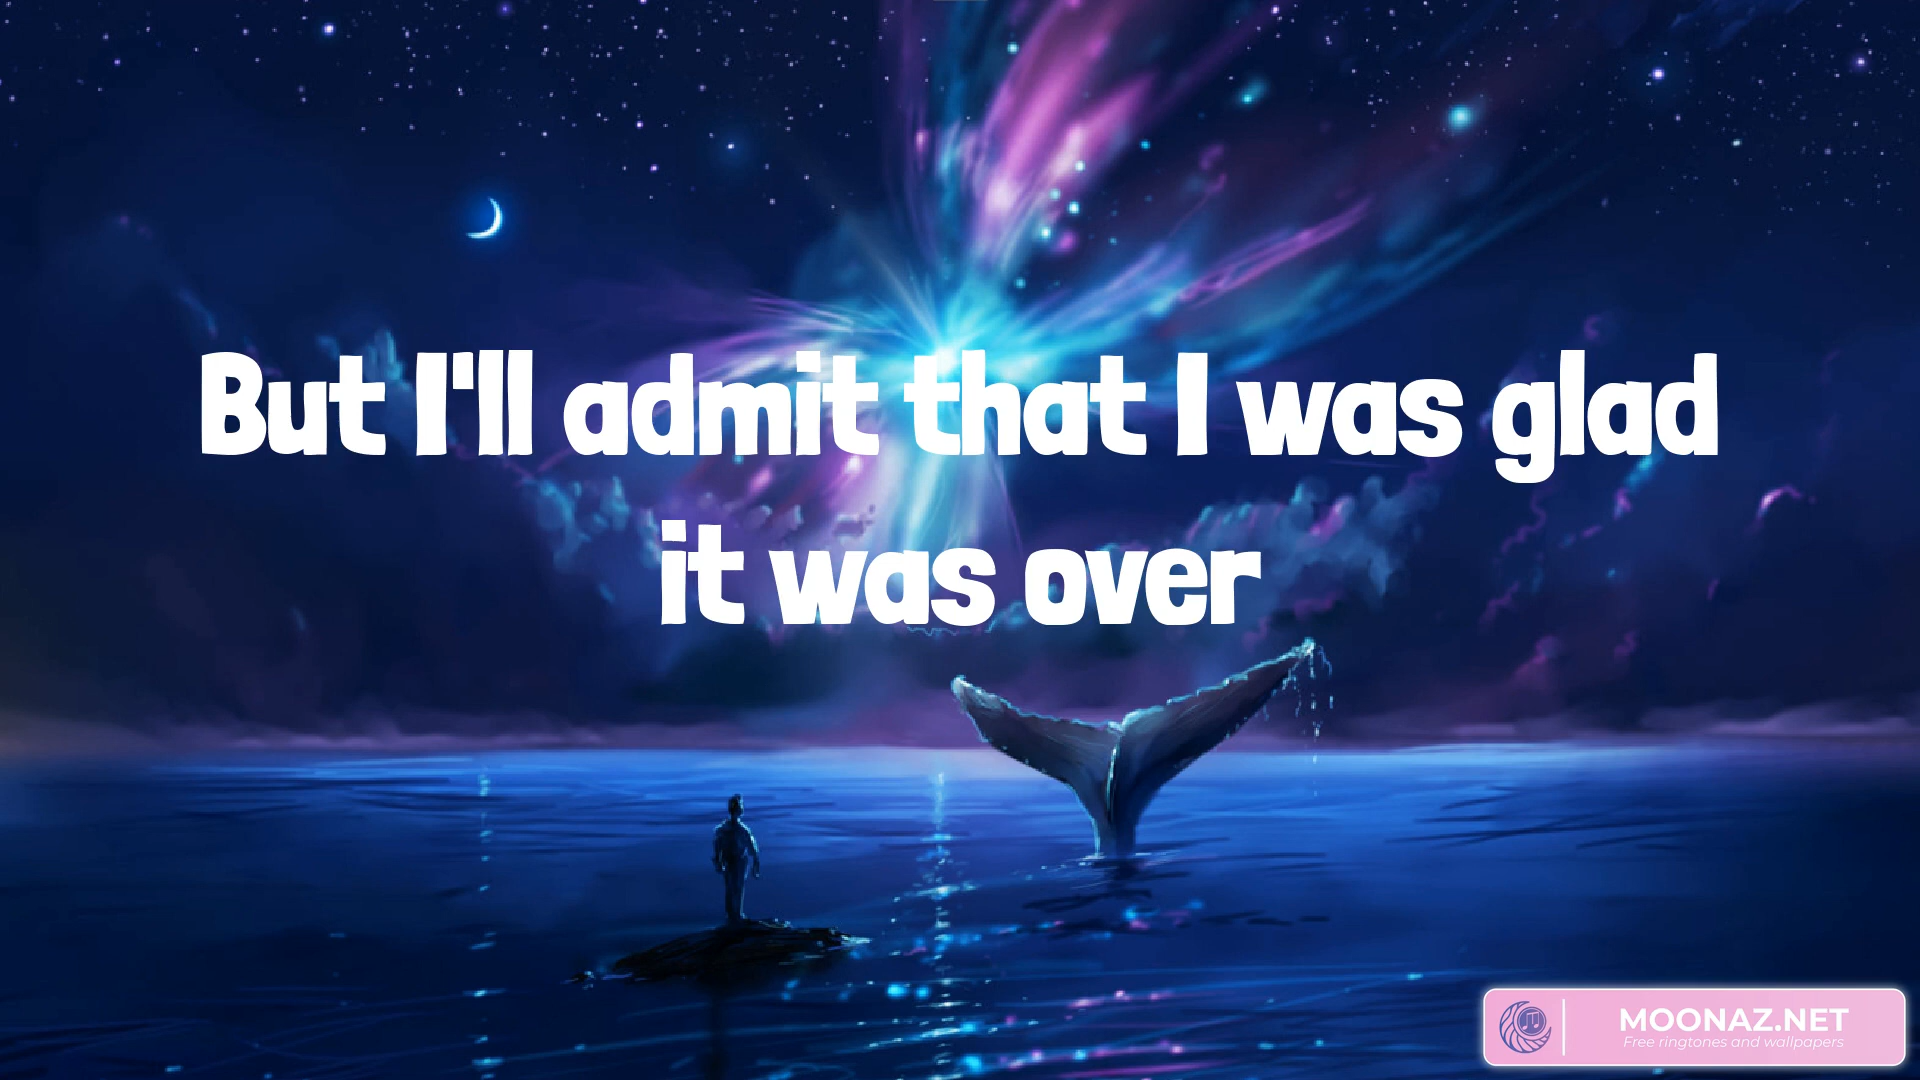 But I'll admit that I was glad
it was over
MOONAZ.NET
Free ringtones and wallpapers